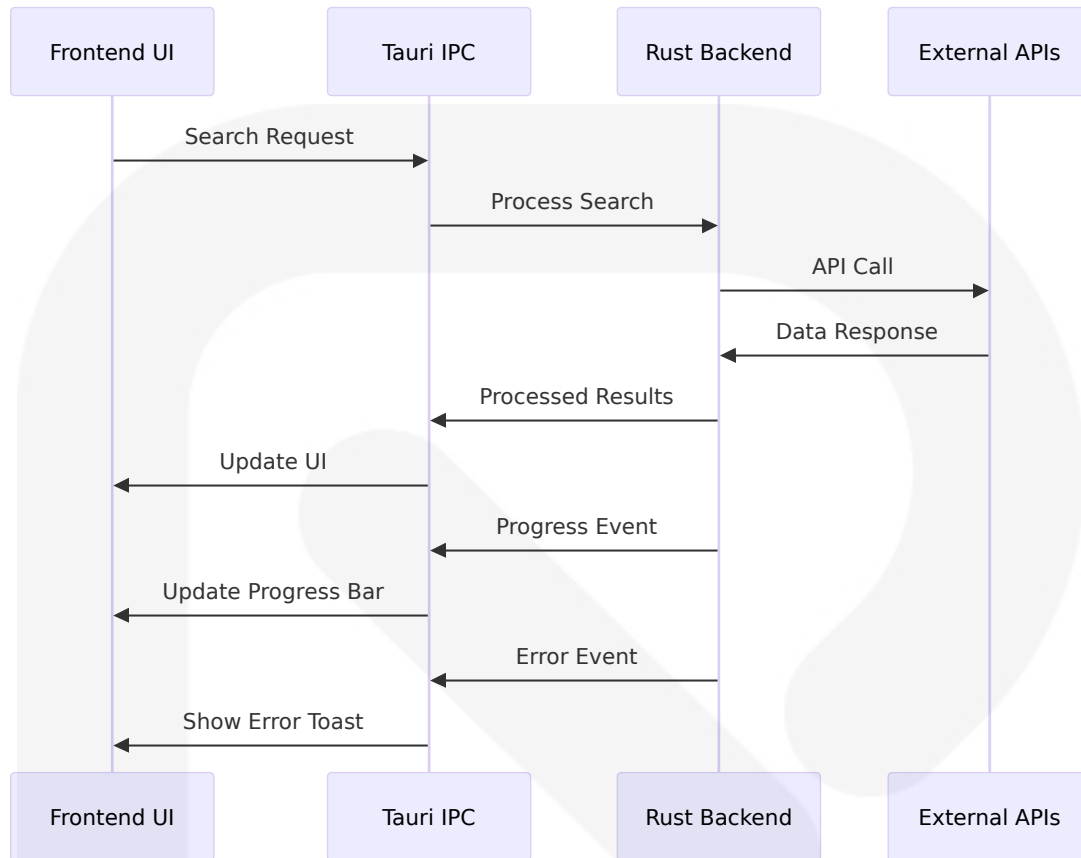 Frontend UI
Tauri IPC
Rust Backend
External APIs
Search Request
Process Search
API Call
Data Response
Processed Results
Update UI
Progress Event
Update Progress Bar
Error Event
Show Error Toast
Frontend UI
Tauri IPC
Rust Backend
External APIs